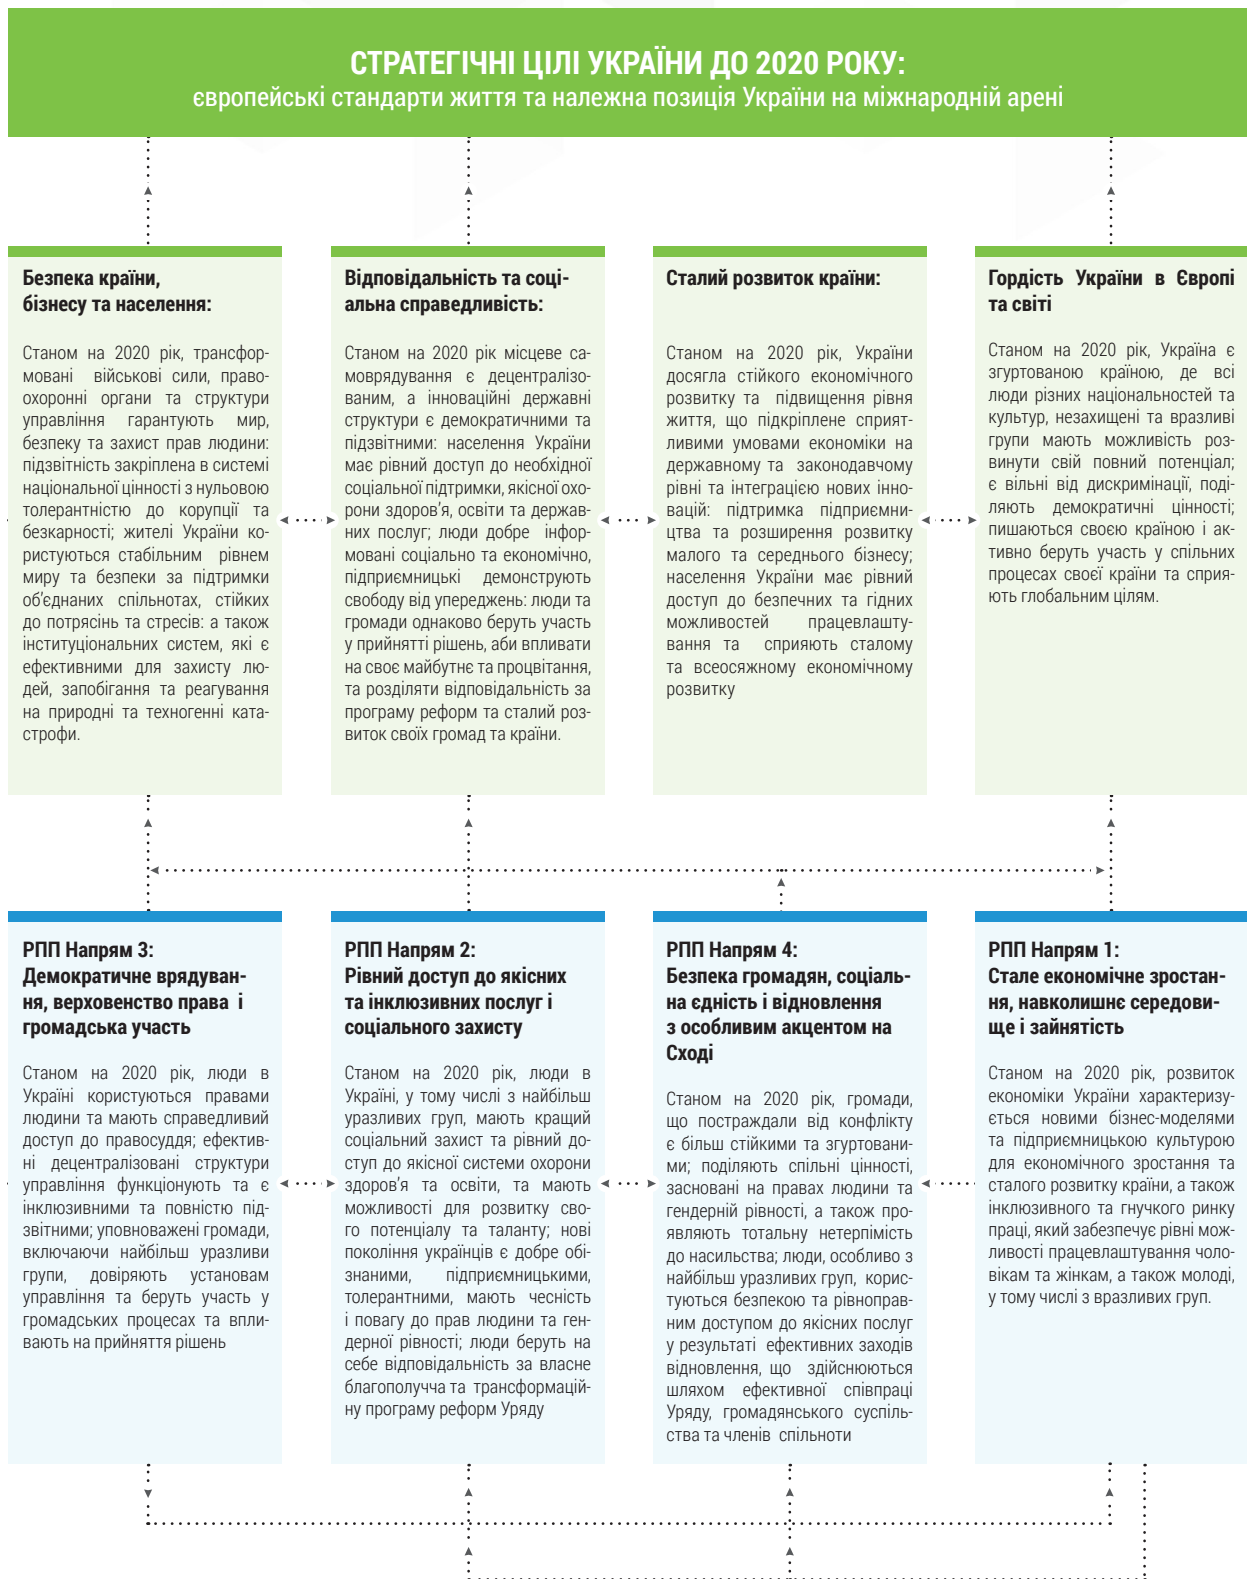 СТРАТЕГІЧНІ ЦІЛІ УКРАЇНИ ДО 2020 РОКУ:
європейські стандарти життя та належна позиція України на міжнародній арені
Безпека країни,
бізнесу та населення:
Станом на 2020 рік, трансфор-
мовані військові сили, право-
охоронні органи та структури
управління гарантують мир,
безпеку та захист прав людини:
підзвітність закріплена в системі
національної цінності з нульовою
толерантністю до корупції та
безкарності; жителі України ко-
ристуються стабільним рівнем
миру та безпеки за підтримки
об’єднаних спільнотах, стійких
до потрясінь та стресів: а також
інституціональних систем, які є
ефективними для захисту лю-
дей, запобігання та реагування
на природні та техногенні ката-
строфи.
Відповідальність та соці-
альна справедливість:
Станом на 2020 рік місцеве са-
моврядування є децентралізо-
ваним, а інноваційні державні
структури є демократичними та
підзвітними: населення України
має рівний доступ до необхідної
соціальної підтримки, якісної охо-
рони здоров’я, освіти та держав-
них послуг; люди добре інфор-
мовані соціально та економічно,
підприємницькі демонструють
свободу від упереджень: люди та
громади однаково беруть участь
у прийнятті рішень, аби впливати
на своє майбутнє та процвітання,
та розділяти відповідальність за
програму реформ та сталий роз-
виток своїх громад та країни.
Сталий розвиток країни:
Станом на 2020 рік, України
досягла стійкого економічного
розвитку та підвищення рівня
життя, що підкріплене сприят-
ливими умовами економіки на
державному та законодавчому
рівні та інтеграцією нових інно-
вацій: підтримка підприємни-
цтва та розширення розвитку
малого та середнього бізнесу;
населення України має рівний
доступ до безпечних та гідних
можливостей працевлашту-
вання та сприяють сталому
та всеосяжному економічному
розвитку
Гордість України в Європі
та світі
Станом на 2020 рік, Україна є
згуртованою країною, де всі
люди різних національностей та
культур, незахищені та вразливі
групи мають можливість роз-
винути свій повний потенціал;
є вільні від дискримінації, поді-
ляють демократичні цінності;
пишаються своєю країною і ак-
тивно беруть участь у спільних
процесах своєї країни та сприя-
ють глобальним цілям.
РПП Напрям 3:
Демократичне врядуван-
ня, верховенство права і
громадська участь
Станом на 2020 рік, люди в
Україні користуються правами
людини та мають справедливий
доступ до правосуддя; ефектив-
ні децентралізовані структури
управління функціонують та є
інклюзивними та повністю під-
звітними; уповноважені громади,
включаючи найбільш уразливи
групи, довіряють установам
управління та беруть участь у
громадських процесах та впли-
вають на прийняття рішень
РПП Напрям 2:
Рівний доступ до якісних
та інклюзивних послуг і
соціального захисту
Станом на 2020 рік, люди в
Україні, у тому числі з найбільш
уразливих груп, мають кращий
соціальний захист та рівний до-
ступ до якісної системи охорони
здоров'я та освіти, та мають
можливості для розвитку сво-
го потенціалу та таланту; нові
покоління українців є добре обі-
знаними, підприємницькими,
толерантними, мають чесність
і повагу до прав людини та ген-
дерної рівності; люди беруть на
себе відповідальність за власне
благополучча та трансформацій-
ну програму реформ Уряду
РПП Напрям 4:
Безпека громадян, соціаль-
на єдність і відновлення
з особливим акцентом на
Сході
Станом на 2020 рік, громади,
що постраждали від конфлікту
є більш стійкими та згуртовани-
ми; поділяють спільні цінності,
засновані на правах людини та
гендерній рівності, а також про-
являють тотальну нетерпімість
до насильства; люди, особливо з
найбільш уразливих груп, корис-
туються безпекою та рівноправ-
ним доступом до якісних послуг
у результаті ефективних заходів
відновлення, що здійснюються
шляхом ефективної співпраці
Уряду, громадянського суспіль-
ства та членів спільноти
РПП Напрям 1:
Стале економічне зростан-
ня, навколишнє середови-
ще і зайнятість
Станом на 2020 рік, розвиток
економіки України характеризу-
ється новими бізнес-моделями
та підприємницькою культурою
для економічного зростання та
сталого розвитку країни, а також
інклюзивного та гнучкого ринку
праці, який забезпечує рівні мож-
ливості працевлаштування чоло-
вікам та жінкам, а також молоді,
у тому числі з вразливих груп.